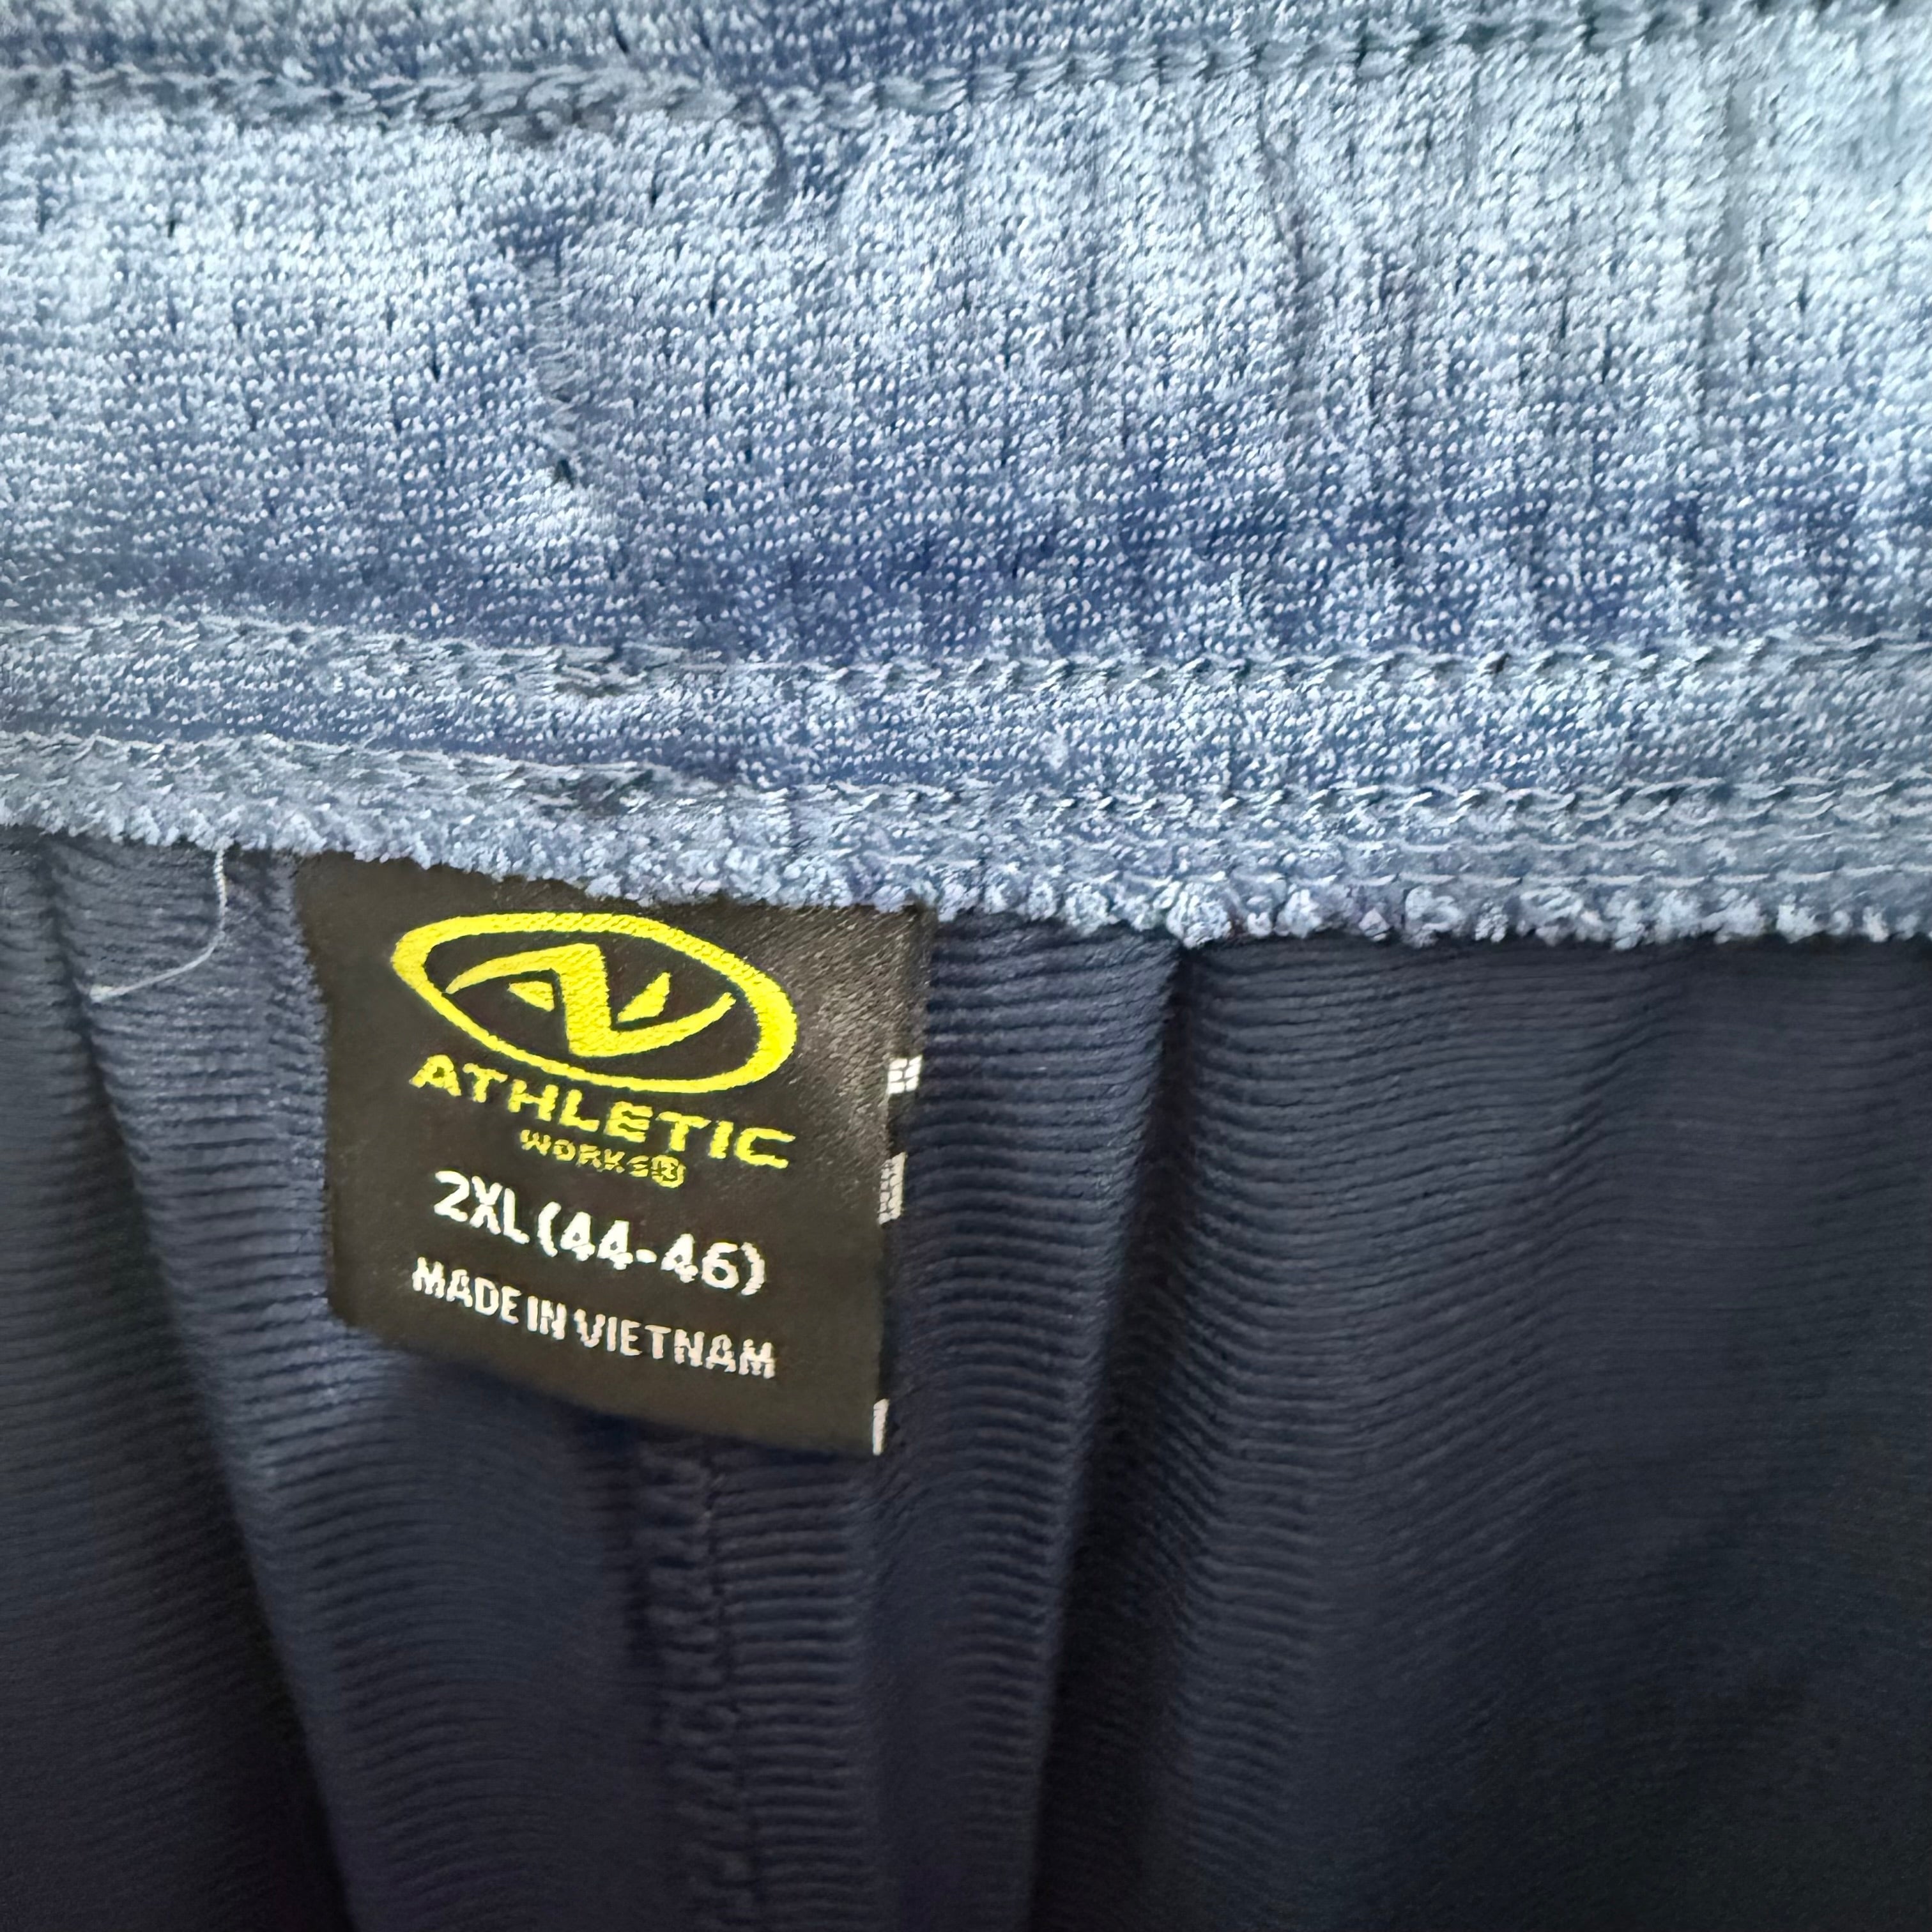 ATHLETIC
WORKS®
2XL (44-46)
MADE IN VIETNAM